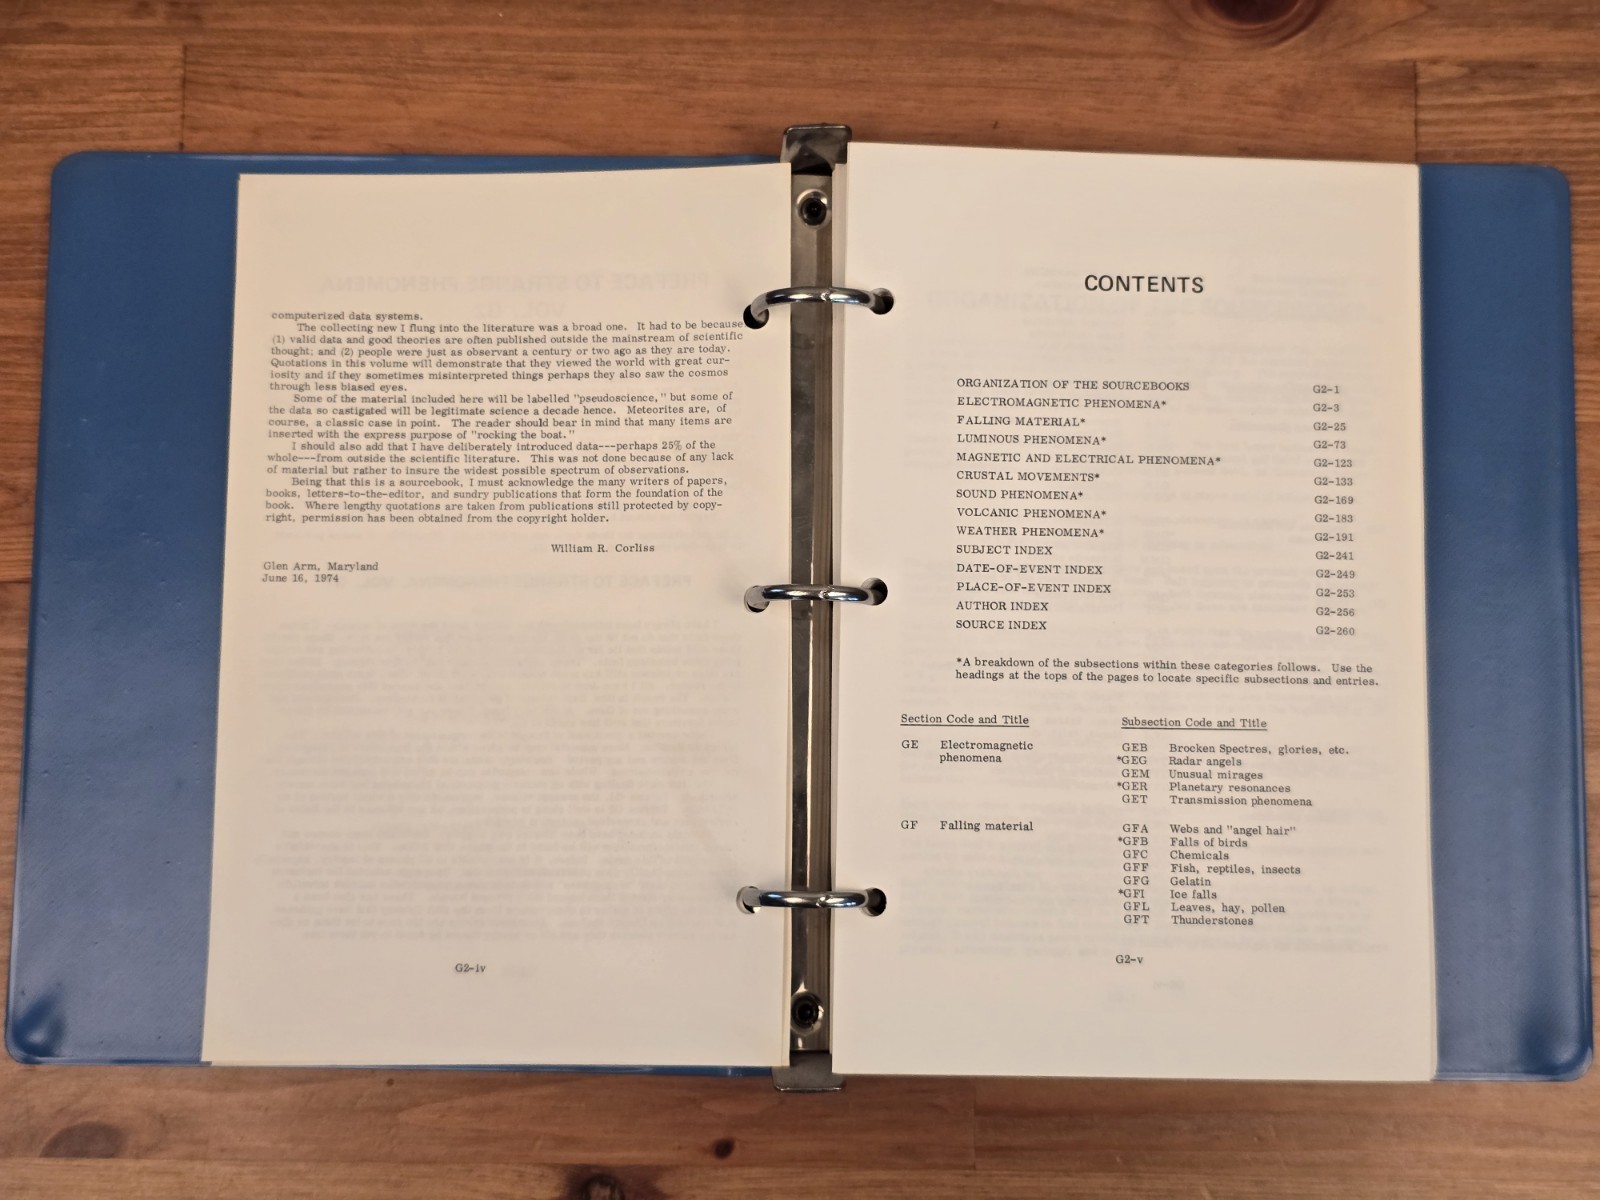 computerized data systems.
The collecting new I flung into the literature was a broad one. It had to be because
(1) valid data and good theories are often published outside the mainstream of scientific
thought; and (2) people were just as observant a century or two ago as they are today.
Quotations in this volume will demonstrate that they viewed the world with great cur-
iosity and if they sometimes misinterpreted things perhaps they also saw the cosmos
through less biased eyes.
Some of the material included here will be labelled "pseudoscience," but some of
the data so castigated will be legitimate science a decade hence. Meteorites are, of
course, a classic case in point. The reader should bear in mind that many items are
inserted with the express purpose of "rocking the boat."
I should also add that I have deliberately introduced data---perhaps 25% of the
whole---from outside the scientific literature. This was not done because of any lack
of material but rather to insure the widest possible spectrum of observations.
Being that this is a sourcebook, I must acknowledge the many writers of papers,
books, letters-to-the-editor, and sundry publications that form the foundation of the
book. Where lengthy quotations are taken from publications still protected by copy-
right, permission has been obtained from the copyright holder.
William R. Corliss
Glen Arm, Maryland
June 16, 1974
G2-iv
CONTENTS
ORGANIZATION OF THE SOURCEBOOKS G2-1
ELECTROMAGNETIC PHENOMENA* G2-3
FALLING MATERIAL* G2-25
LUMINOUS PHENOMENA* G2-73
MAGNETIC AND ELECTRICAL PHENOMENA* G2-123
CRUSTAL MOVEMENTS* G2-133
SOUND PHENOMENA* G2-169
VOLCANIC PHENOMENA* G2-183
WEATHER PHENOMENA* G2-191
SUBJECT INDEX G2-241
DATE-OF-EVENT INDEX G2-249
PLACE-OF-EVENT INDEX G2-253
AUTHOR INDEX G2-256
SOURCE INDEX G2-260
*A breakdown of the subsections within these categories follows. Use the
headings at the tops of the pages to locate specific subsections and entries.
Section Code and Title Subsection Code and Title
GE Electromagnetic GEB Brocken Spectres, glories, etc.
phenomena *GEG Radar angels
GEM Unusual mirages
*GER Planetary resonances
GET Transmission phenomena
GF Falling material GFA Webs and "angel hair"
*GFB Falls of birds
GFC Chemicals
GFF Fish, reptiles, insects
GFG Gelatin
*GFI Ice falls
GFL Leaves, hay, pollen
GFT Thunderstones
G2-v